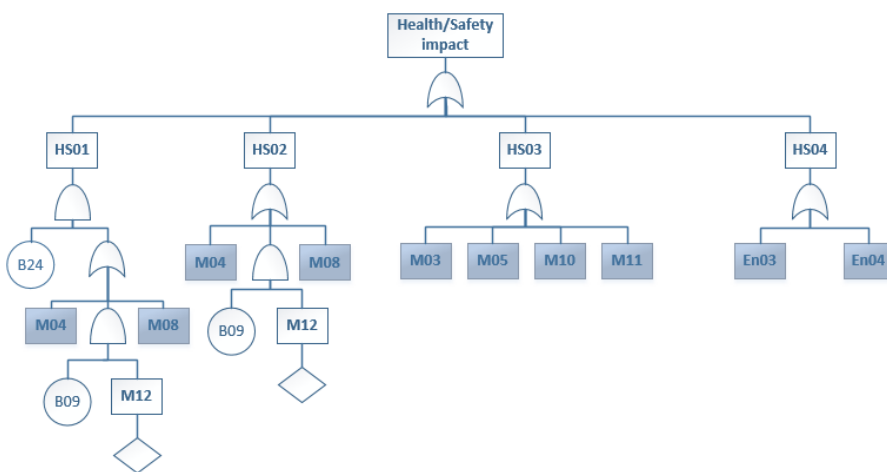 Health/Safety
impact
HS01
HS02
HS03
HS04
B24
M04
M08
M03
M05
M10
M11
En03
En04
M04
M08
B09
M12
B09
M12